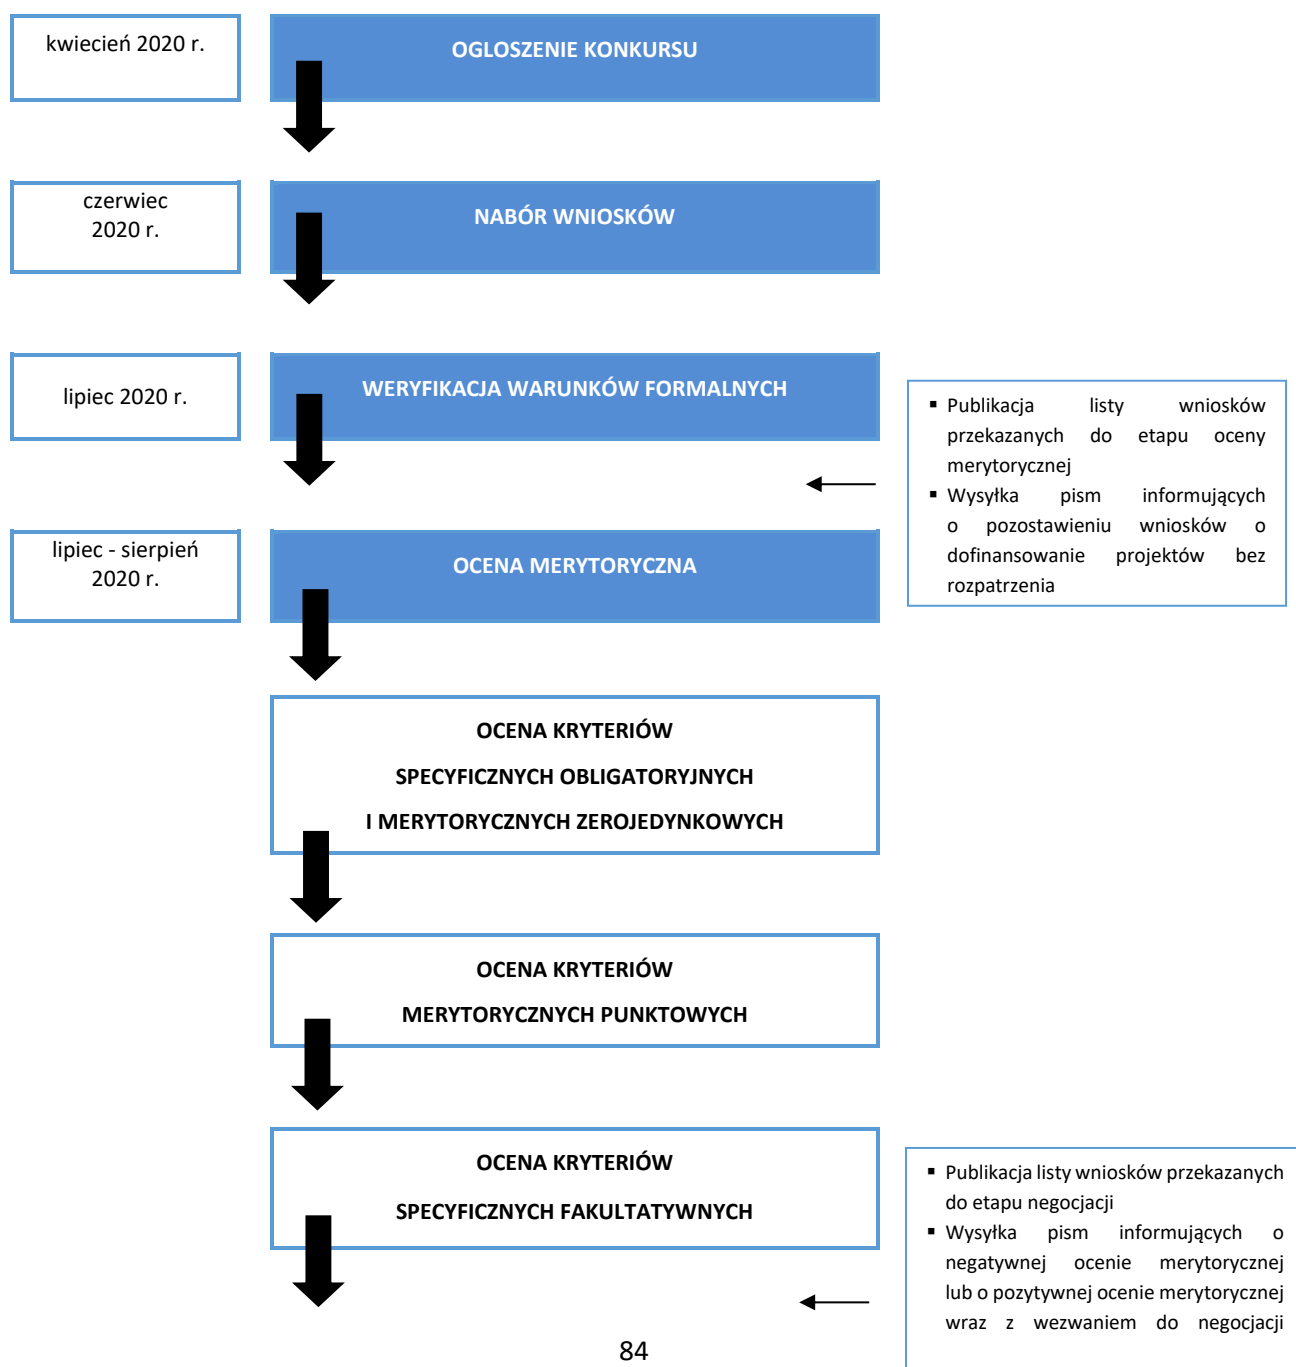 kwiecień 2020 r.
OGLOSZENIE KONKURSU
czerwiec
2020 r.
NABÓR WNIOSKÓW
lipiec 2020 r.
WERYFIKACJA WARUNKÓW FORMALNYCH
▪ Publikacja listy wniosków
przekazanych do etapu oceny
merytorycznej
▪ Wysyłka pism informujących
o pozostawieniu wniosków o
dofinansowanie projektów bez
rozpatrzenia
lipiec - sierpień
2020 r.
OCENA MERYTORYCZNA
OCENA KRYTERIÓW
SPECYFICZNYCH OBLIGATORYJNYCH
I MERYTORYCZNYCH ZEROJEDYNKOWYCH
OCENA KRYTERIÓW
MERYTORYCZNYCH PUNKTOWYCH
OCENA KRYTERIÓW
SPECYFICZNYCH FAKULTATYWNYCH
▪ Publikacja listy wniosków przekazanych
do etapu negocjacji
▪ Wysyłka pism informujących o
negatywnej ocenie merytorycznej
lub o pozytywnej ocenie merytorycznej
wraz z wezwaniem do negocjacji
84